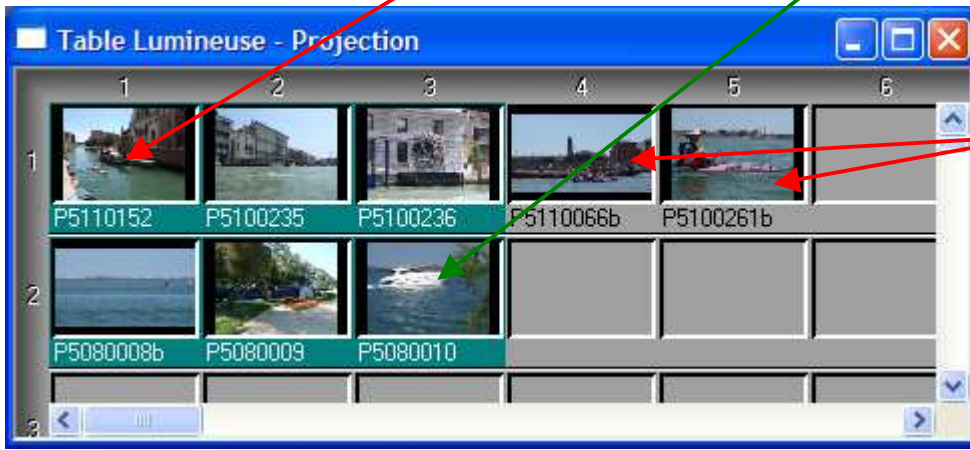 Table Lumineuse - Projection
1 2 3 4 5 6
1
P5110152 P5100235 P5100236 P5110066b P5100261b
2
P5080008b P5080009 P5080010
3